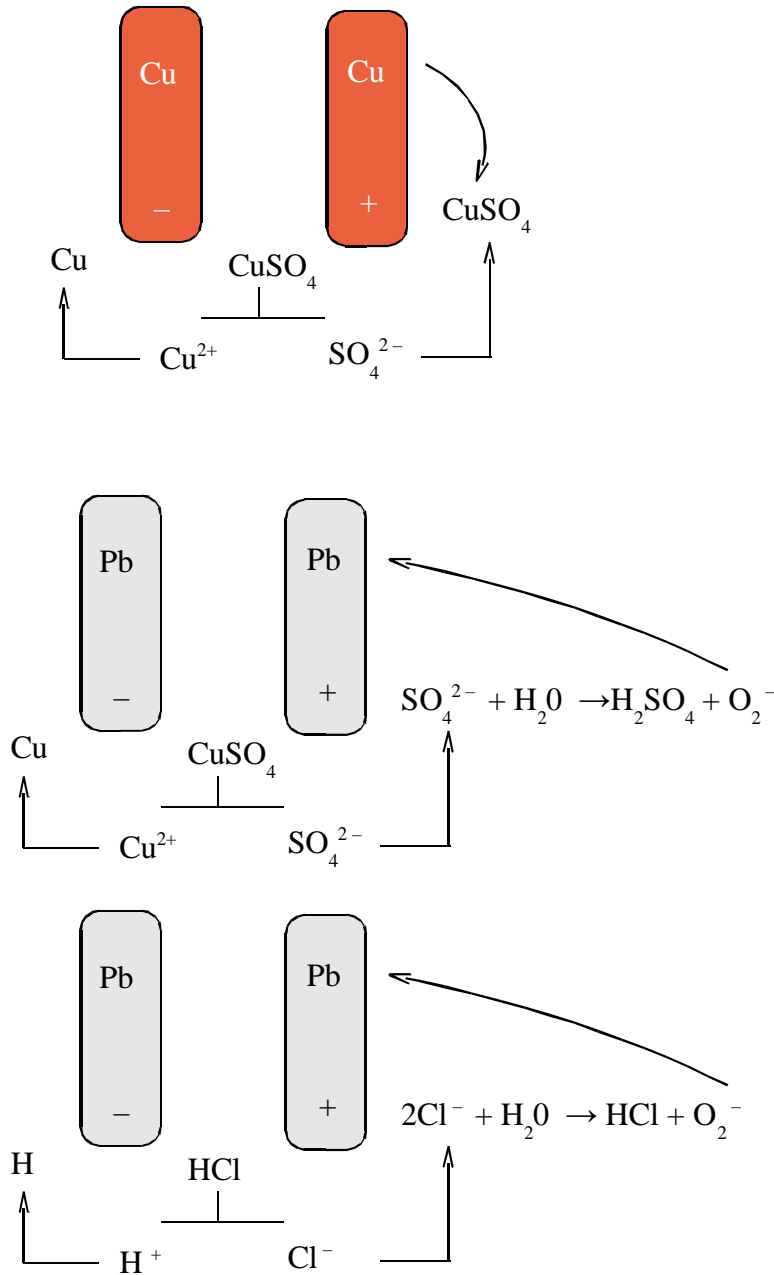 Cu Cu
– +
CuSO₄
Cu CuSO₄
Cu²⁺ SO₄²⁻
Pb Pb
– +
SO₄²⁻ + H₂0 → H₂SO₄ + O₂⁻
Cu CuSO₄
Cu²⁺ SO₄²⁻
Pb Pb
– +
2Cl⁻ + H₂0 → HCl + O₂⁻
H HCl
H⁺ Cl⁻